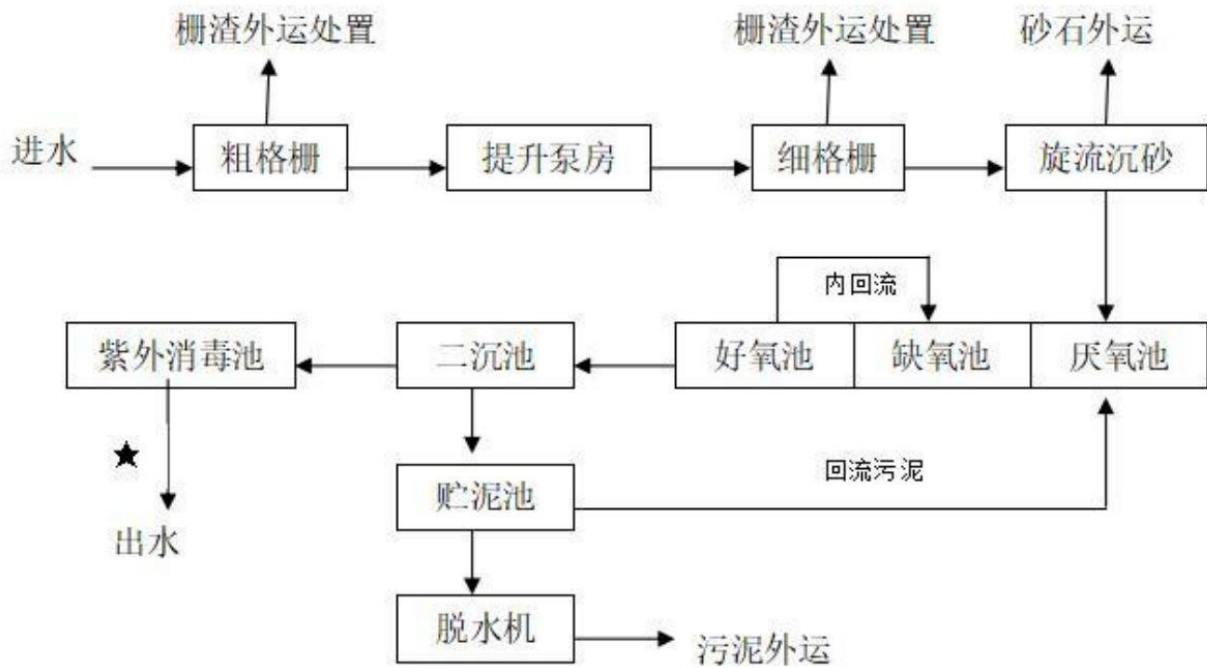 栅渣外运处置
栅渣外运处置
砂石外运
进水
粗格栅
提升泵房
细格栅
旋流沉砂
内回流
紫外消毒池
二沉池
好氧池
缺氧池
厌氧池
贮泥池
回流污泥
出水
脱水机
污泥外运